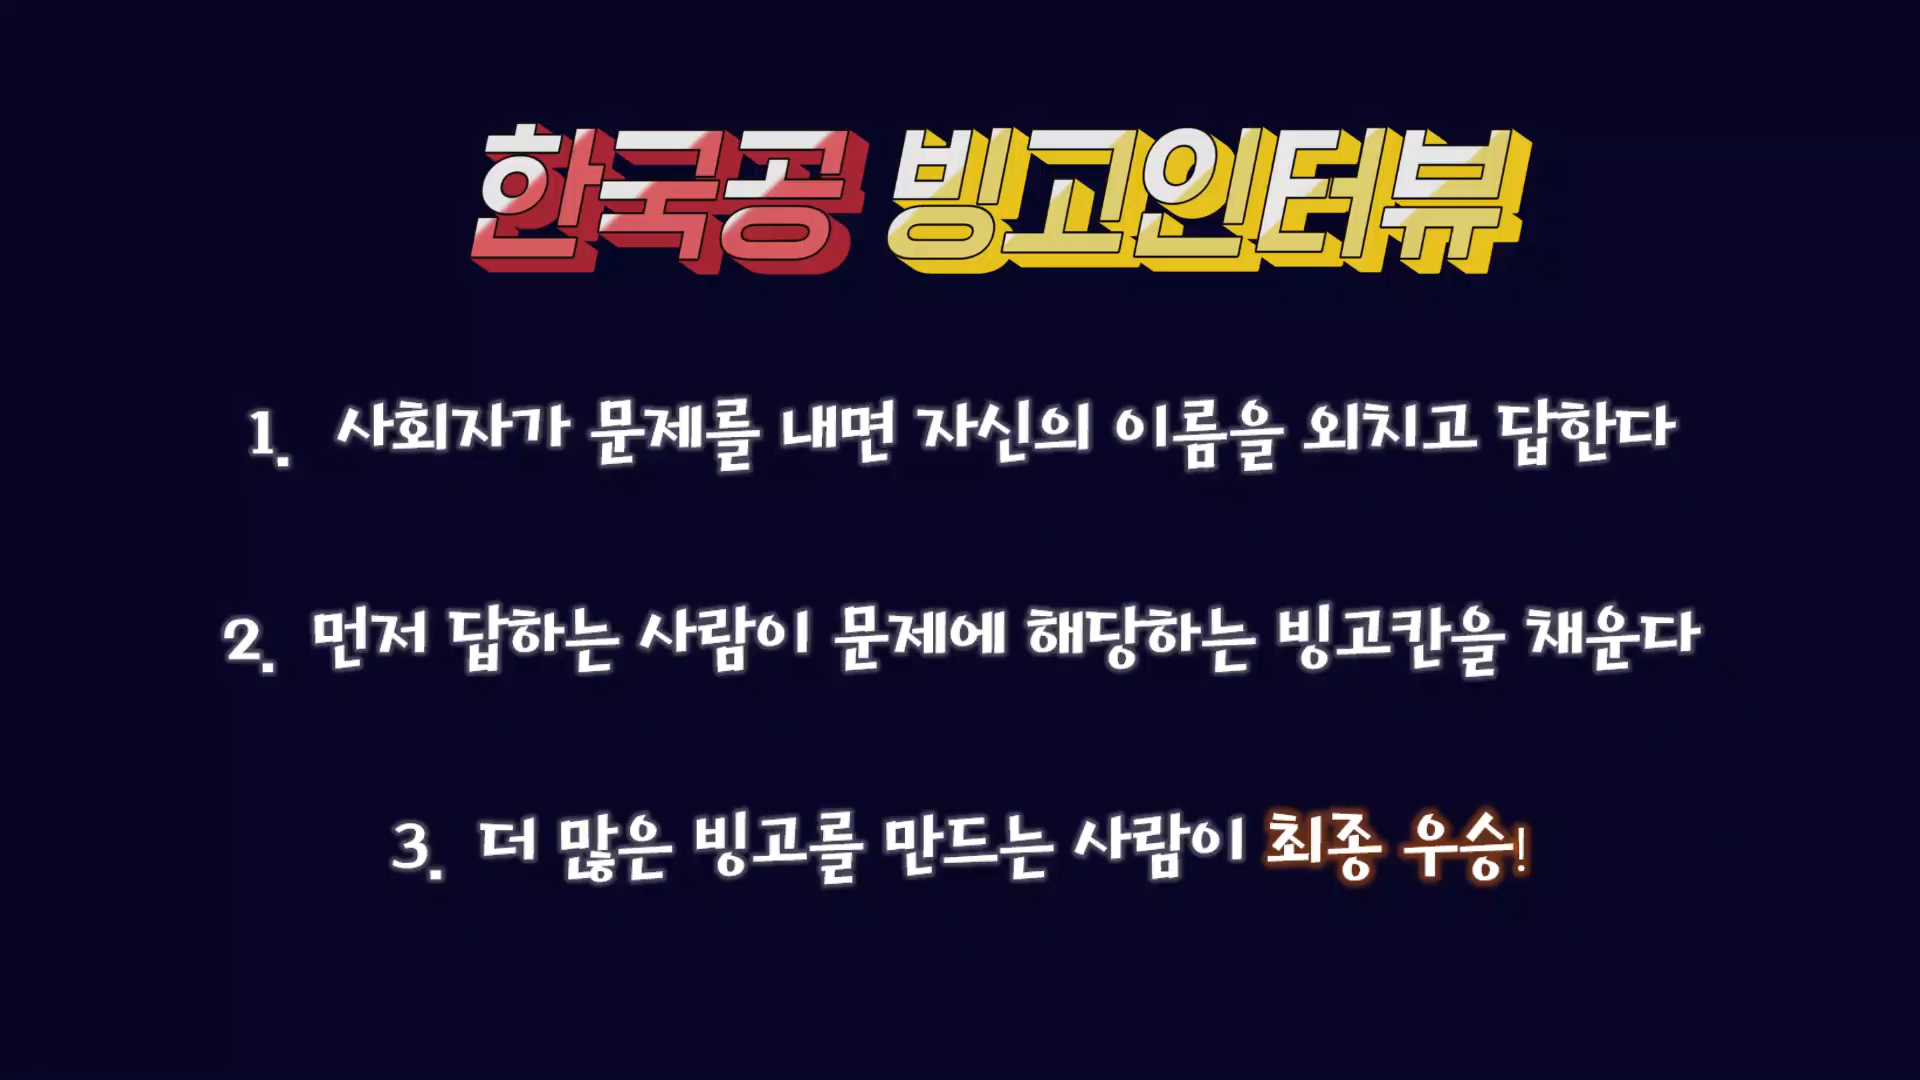 한국공 빙고인터뷰
1. 사회자가 문제를 내면 자신의 이름을 외치고 답한다
2. 먼저 답하는 사람이 문제에 해당하는 빙고칸을 채운다
3. 더 많은 빙고를 만드는 사람이 최종 우승!